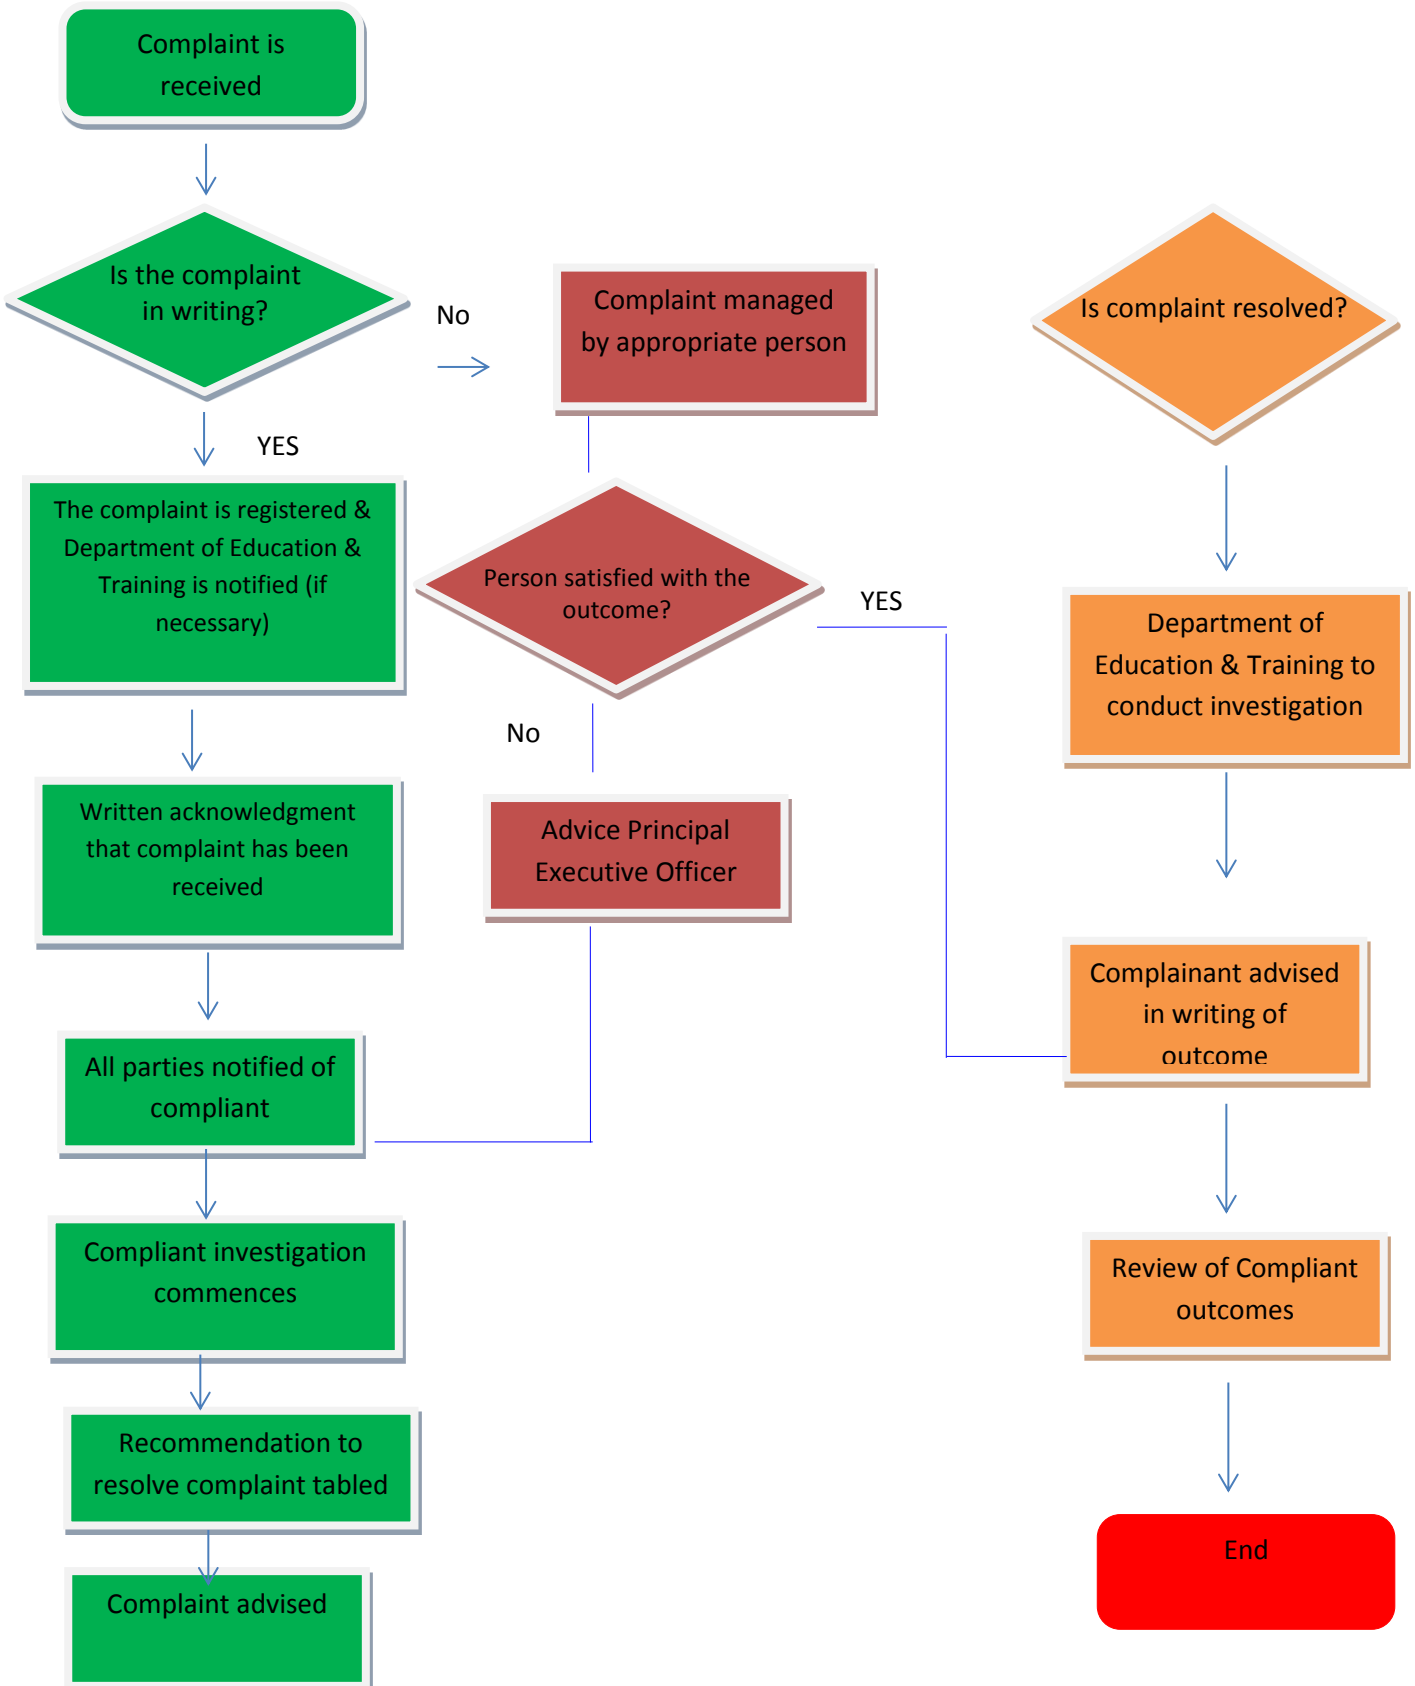 Complaint is
received
Is the complaint
in writing?
No
YES
Complaint managed
by appropriate person
The complaint is registered &
Department of Education &
Training is notified (if
necessary)
Person satisfied with the
outcome?
YES
No
Written acknowledgment
that complaint has been
received
Advice Principal
Executive Officer
All parties notified of
compliant
Compliant investigation
commences
Recommendation to
resolve complaint tabled
Complaint advised
Is complaint resolved?
Department of
Education & Training to
conduct investigation
Complainant advised
in writing of
outcome
Review of Compliant
outcomes
End